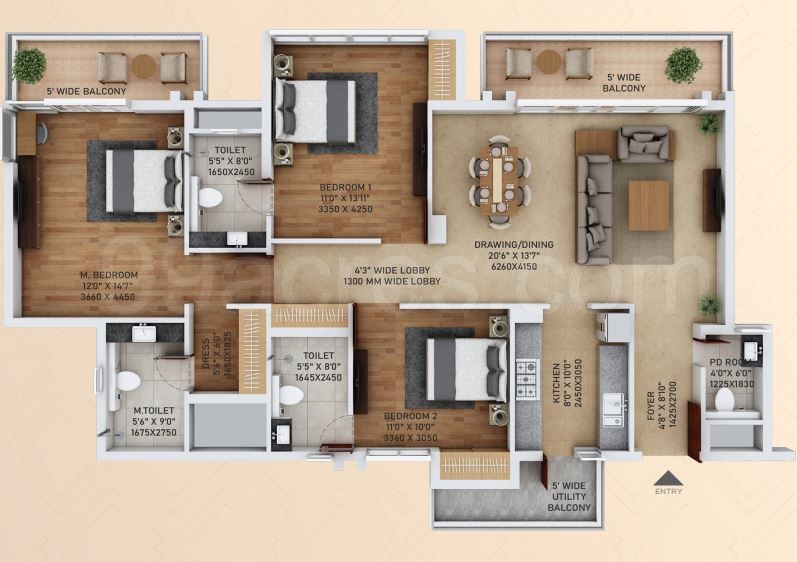 5' WIDE BALCONY
5' WIDE
BALCONY
TOILET
5'5" X 8'0"
1650X2450
BEDROOM 1
11'0" X 13'11"
3350 X 4250
DRAWING/DINING
20'6" X 13'7"
6260X4150
M. BEDROOM
12'0" X 14'7"
3660 X 4450
4'3" WIDE LOBBY
1300 MM WIDE LOBBY
99acres.com
DRESS
5'6" X 6'0"
1650X1825
TOILET
5'5" X 8'0"
1645X2450
M.TOILET
5'6" X 9'0"
1675X2750
BEDROOM 2
11'0" X 10'0"
3360 X 3050
KITCHEN
8'0" X 10'0"
2450X3050
FOYER
4'8" X 8'10"
1425X2700
PD ROOM
4'0"X 6'0"
1225X1830
5' WIDE
UTILITY
BALCONY
ENTRY